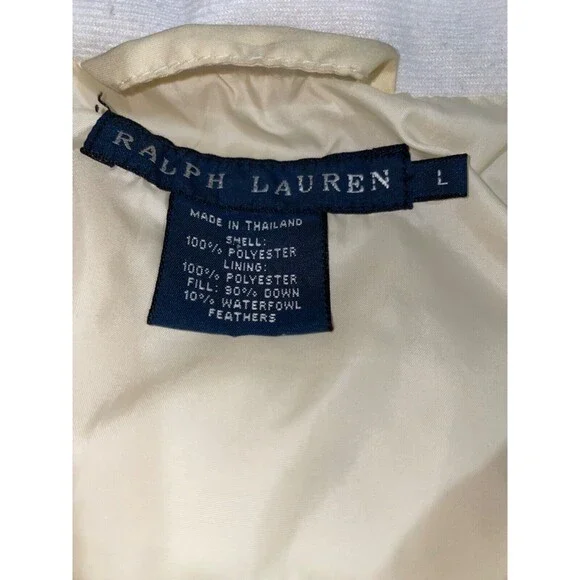 RALPH LAUREN
L
MADE IN THAILAND
SHELL:
100% POLYESTER
LINING:
100% POLYESTER
FILL: 90% DOWN
10% WATERFOWL
FEATHERS